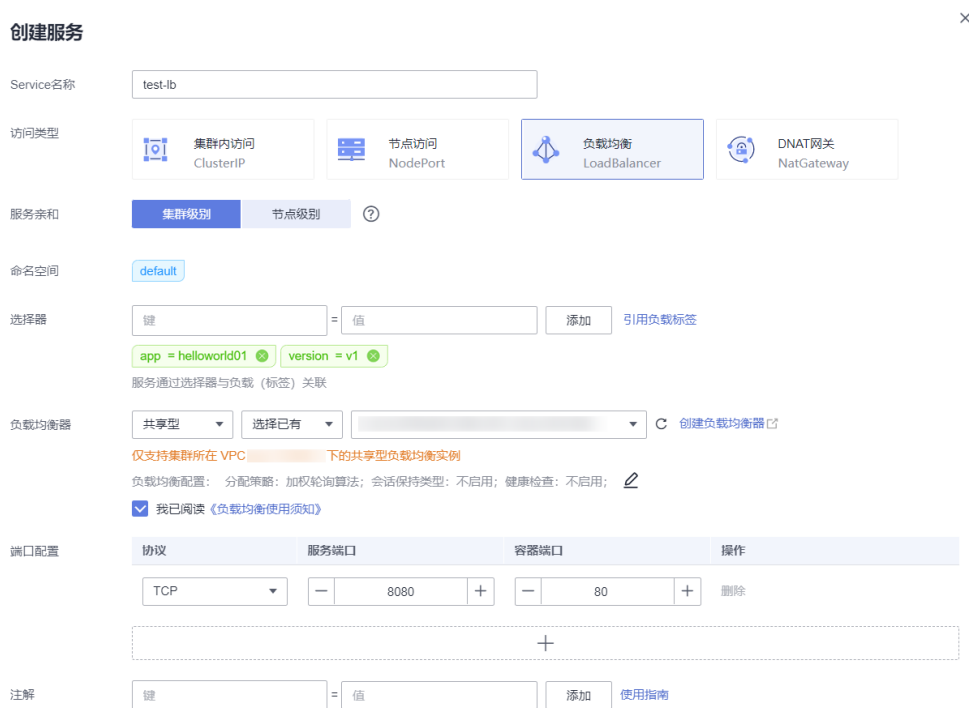 创建服务
Service名称 test-lb
访问类型 集群内访问 节点访问 负载均衡 DNAT网关
ClusterIP NodePort LoadBalancer NatGateway
服务亲和 集群级别 节点级别 ?
命名空间 default
选择器 键 = 值 添加 引用负载标签
app = helloworld01 version = v1
服务通过选择器与负载（标签）关联
负载均衡器 共享型 选择已有 创建负载均衡器
仅支持集群所在 VPC 下的共享型负载均衡实例
负载均衡配置： 分配策略：加权轮询算法；会话保持类型：不启用；健康检查：不启用；
我已阅读《负载均衡使用须知》
端口配置 协议 服务端口 容器端口 操作
TCP 8080 80 删除
注解 键 = 值 添加 使用指南